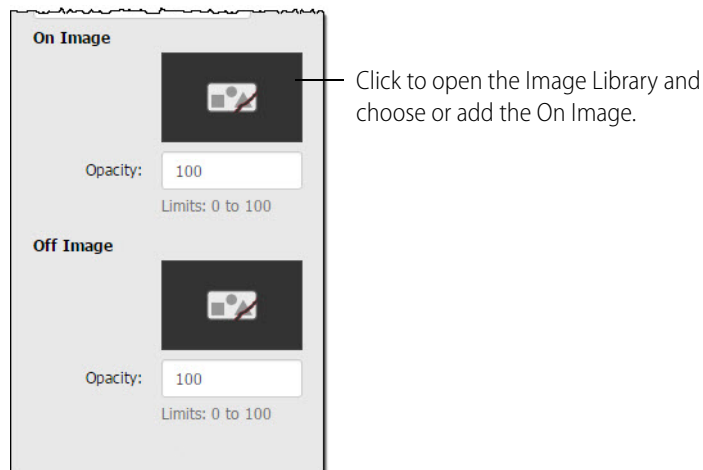 On Image
Click to open the Image Library and
choose or add the On Image.
Opacity: 100
Limits: 0 to 100
Off Image
Opacity: 100
Limits: 0 to 100